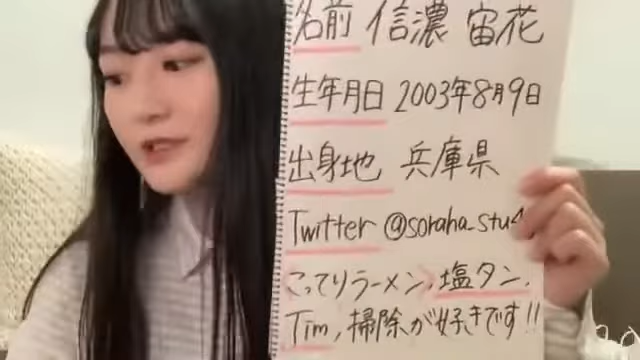 名前 信濃 宙花
生年月日 2003年8月9日
出身地 兵庫県
Twitter @soraha_stu4
こってりラーメン、塩タン、
Tim,掃除が好きです!!